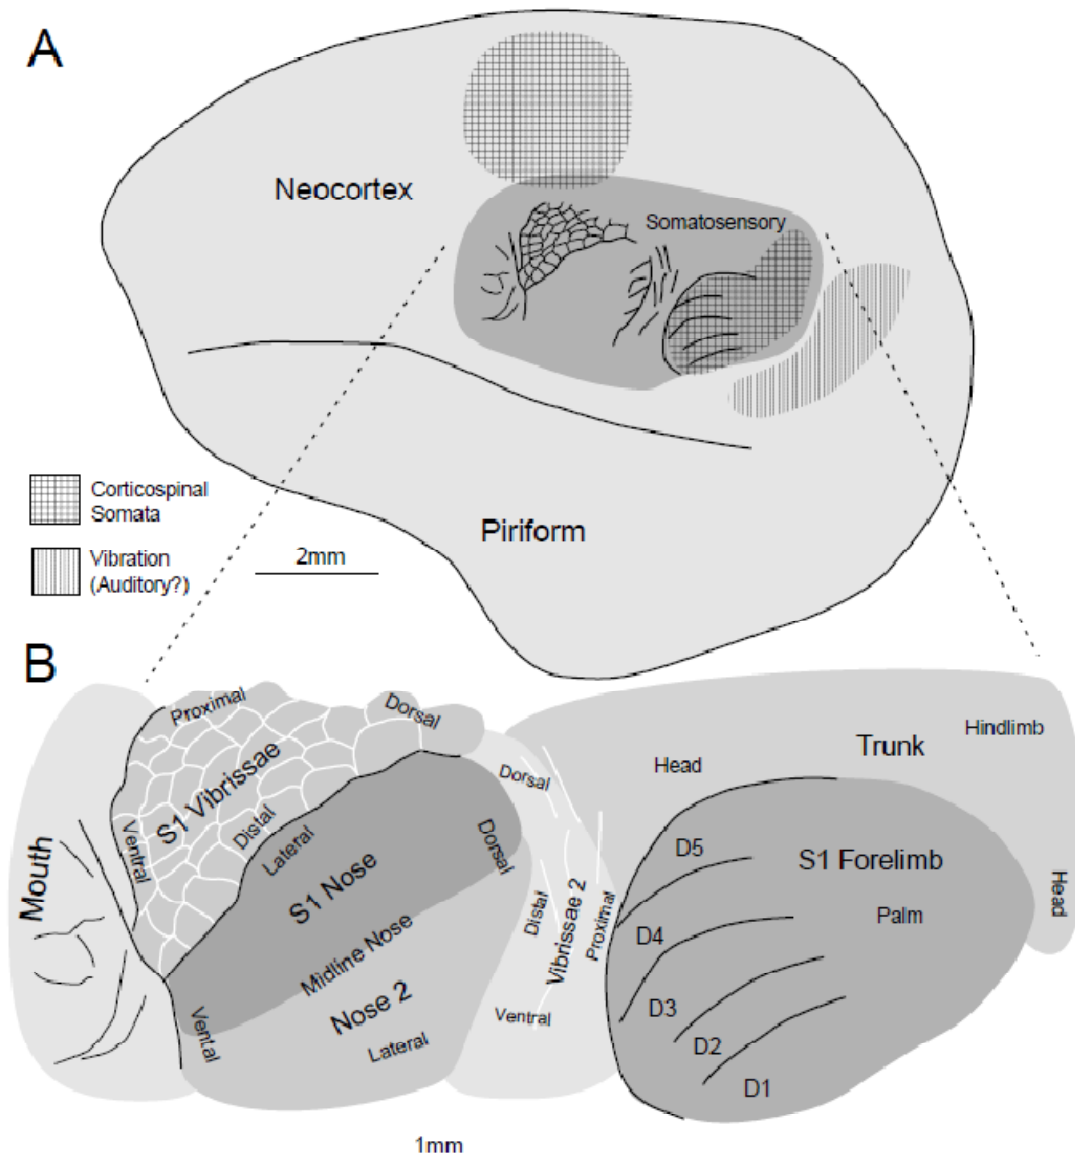 A
Neocortex
Somatosensory
Corticospinal
Somata
Vibration
(Auditory?)
2mm
Piriform
B
Mouth
Proximal
Dorsal
S1 Vibrissae
Ventral
Distal
Lateral
S1 Nose
Dorsal
Midline Nose
Nose 2
Vental
Lateral
Dorsal
Distal
Vibrissae 2
Proximal
Ventral
Head
Trunk
Hindlimb
Head
S1 Forelimb
Palm
D5
D4
D3
D2
D1
1mm